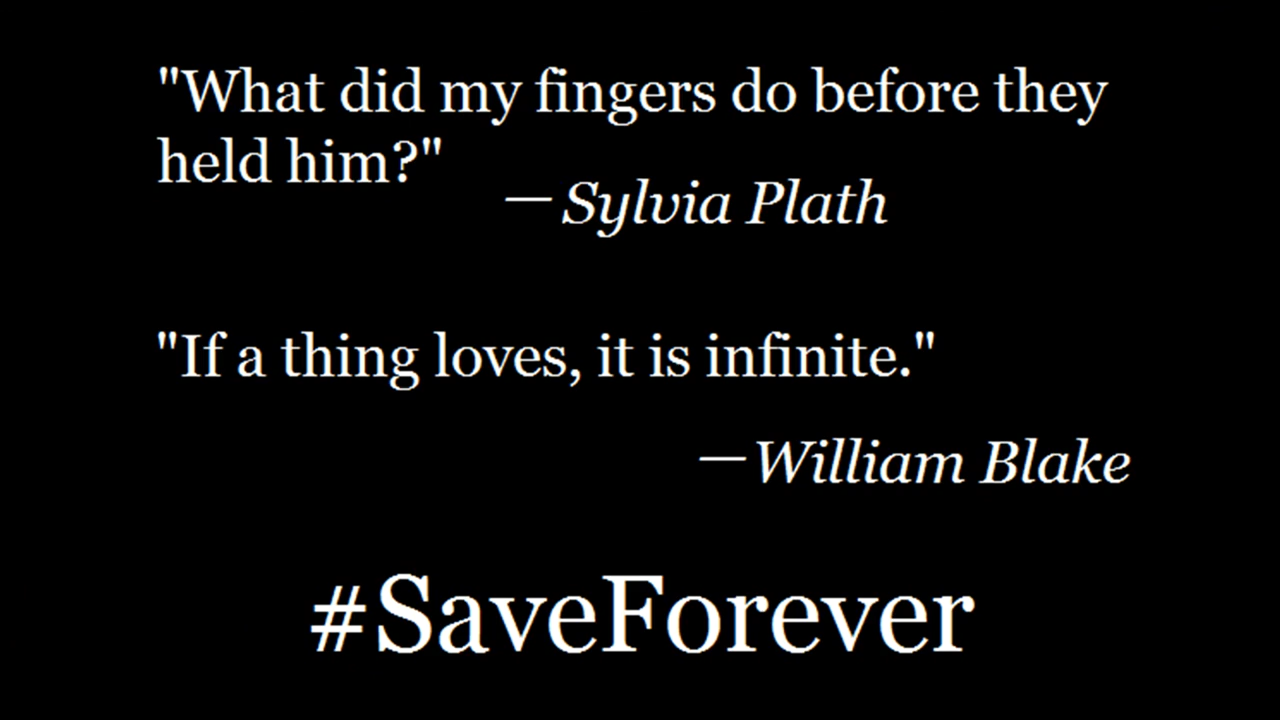 "What did my fingers do before they
held him?"
—Sylvia Plath
"If a thing loves, it is infinite."
—William Blake
#SaveForever